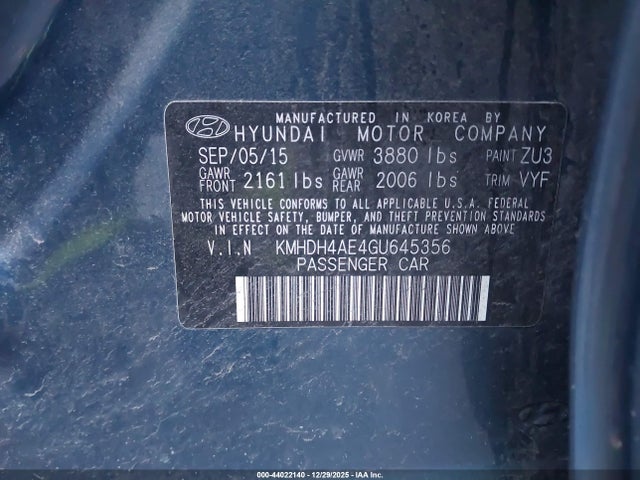 MANUFACTURED IN KOREA BY
HYUNDAI MOTOR COMPANY
SEP/05/15 GVWR 3880 lbs PAINT ZU3
GAWR FRONT 2161 lbs GAWR REAR 2006 lbs TRIM VYF
THIS VEHICLE CONFORMS TO ALL APPLICABLE U.S.A. FEDERAL
MOTOR VEHICLE SAFETY, BUMPER, AND THEFT PREVENTION STANDARDS
IN EFFECT ON THE DATE OF MANUFACTURE SHOWN ABOVE
V.I.N KMHDH4AE4GU645356
PASSENGER CAR
000-44022140 - 12/29/2025 - IAA Inc.